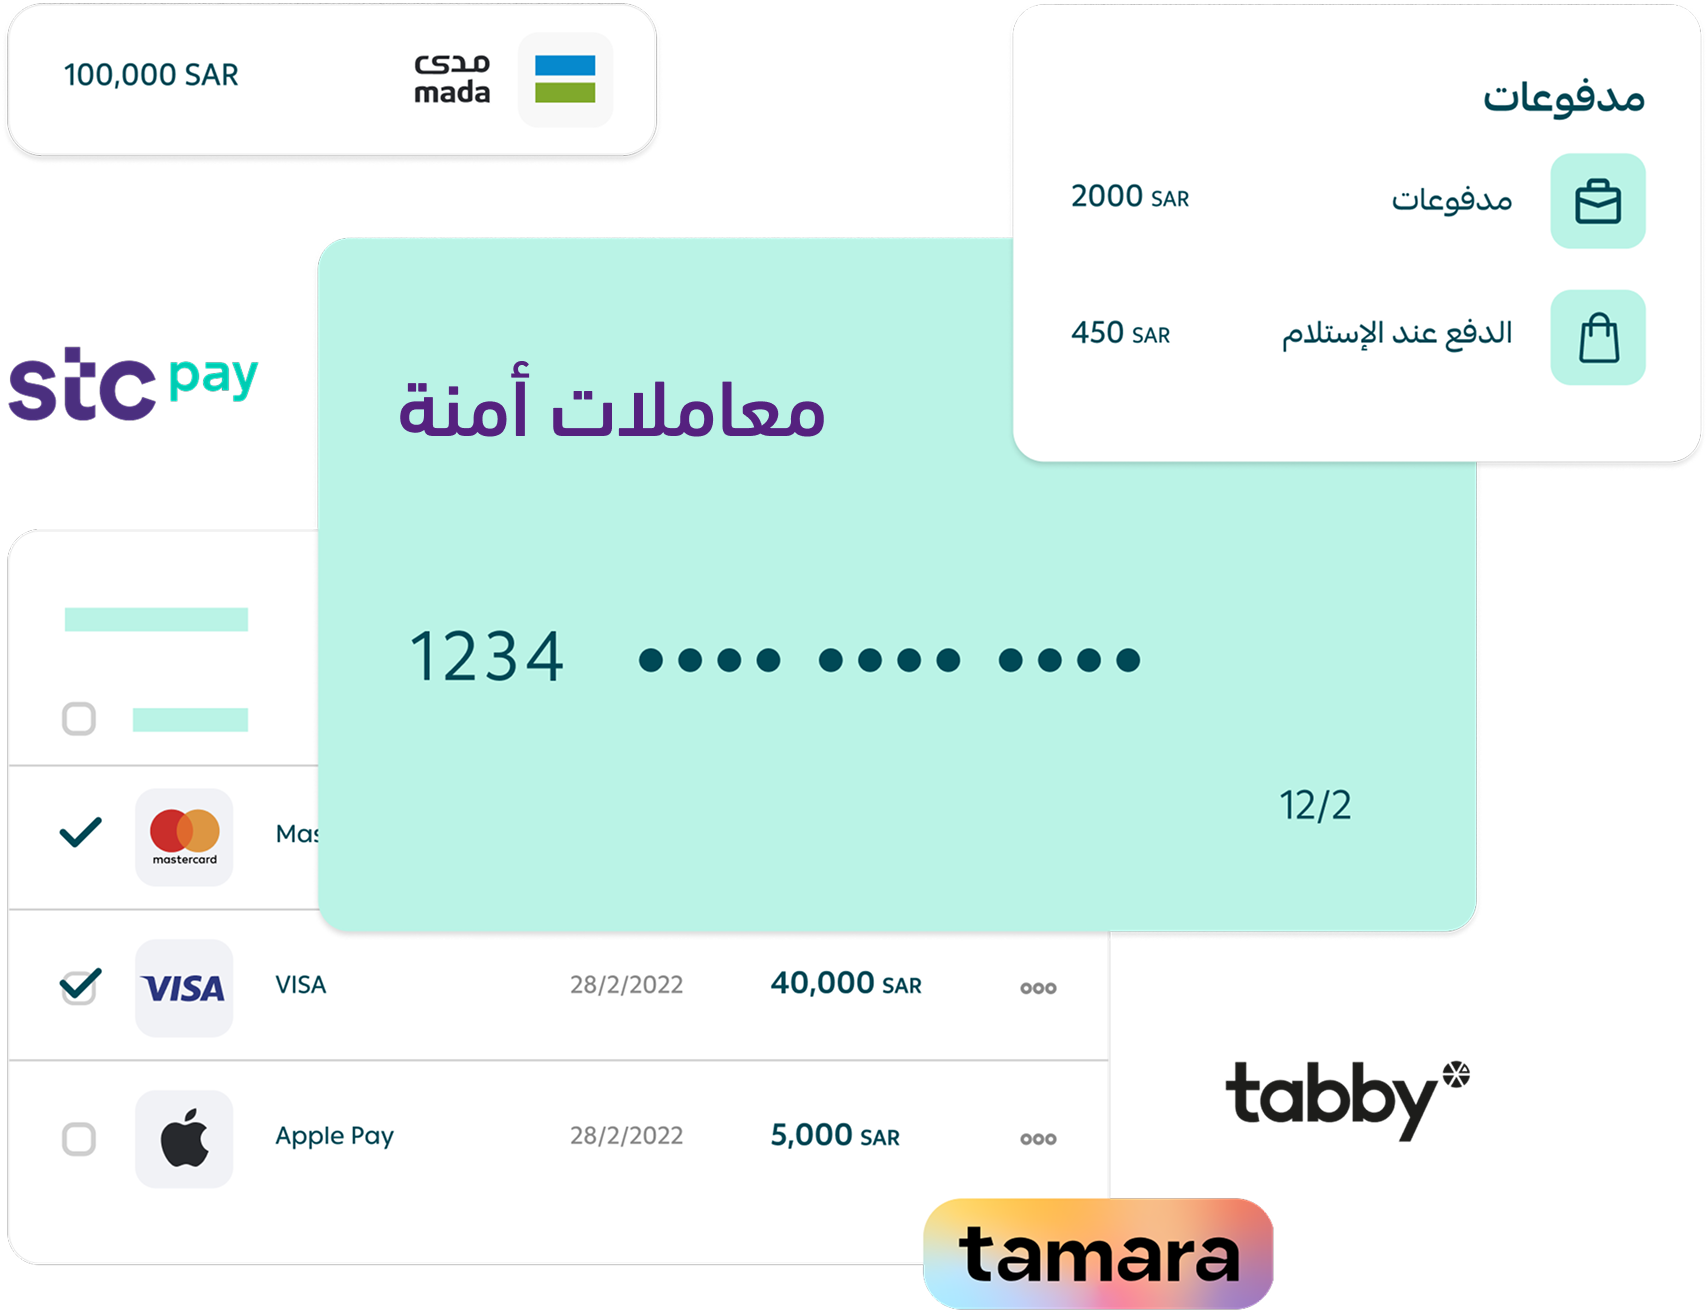 100,000 SAR
مدى
mada
مدفوعات
مدفوعات
2000 SAR
الدفع عند الإستلام
450 SAR
stc pay
معاملات أمنة
1234 •••• •••• ••••
12/2
mastercard
Mas
VISA VISA 28/2/2022 40,000 SAR
Apple Pay 28/2/2022 5,000 SAR
tabby
tamara